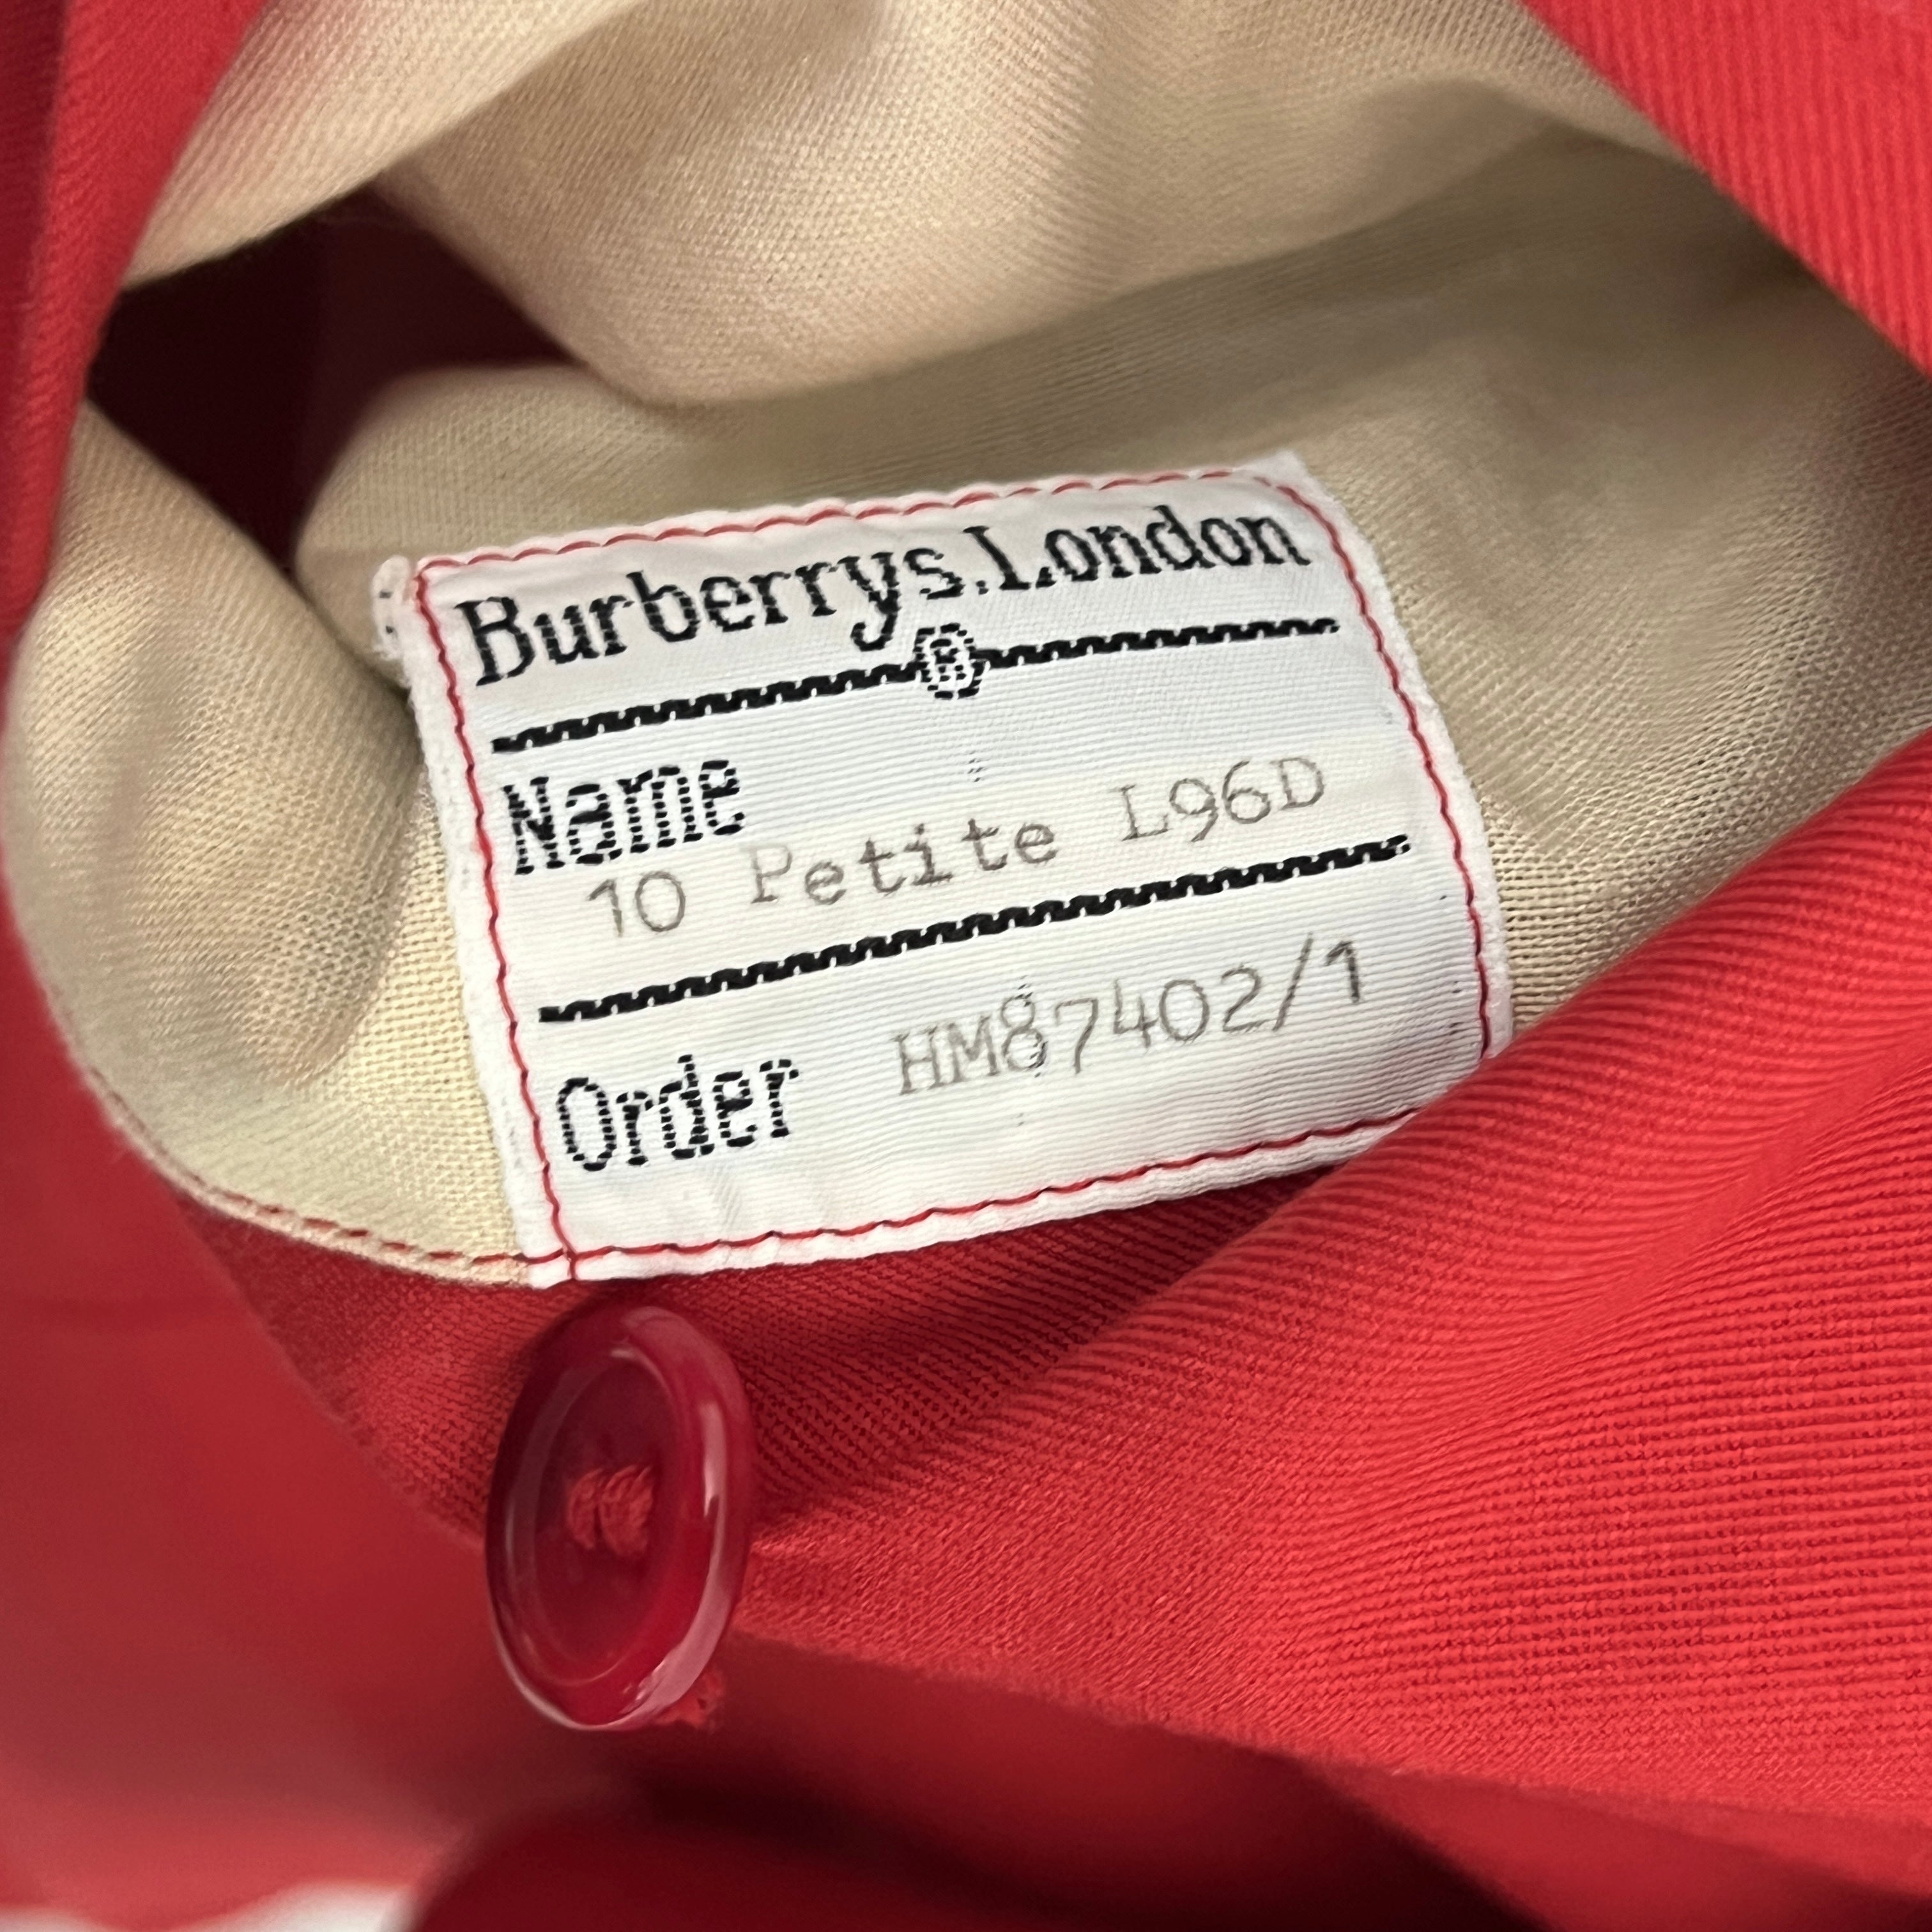 Burberrys.London
B
Name
10 Petite L96D
Order HM87402/1